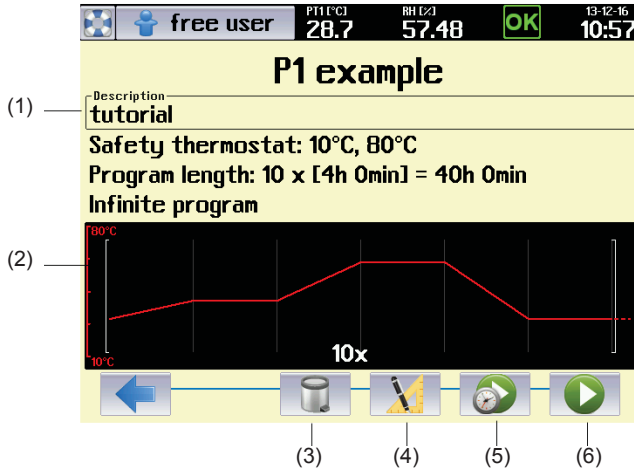 free user PT1 [°C] 28.7 RH [%] 57.48 OK 13-12-16 10:57
P1 example
Description
(1) tutorial
Safety thermostat: 10°C, 80°C
Program length: 10 x [4h 0min] = 40h 0min
Infinite program
80°C
(2)
10x
10°C
(3) (4) (5) (6)